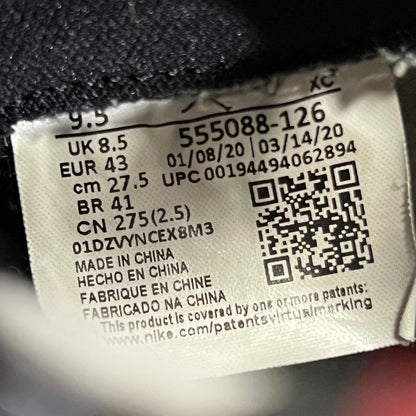 9.5
XC
UK 8.5
555088-126
EUR 43
01/08/20 | 03/14/20
cm 27.5
UPC 00194494062894
BR 41
CN 275(2.5)
01DZVYNCEX8M3
MADE IN CHINA
HECHO EN CHINA
FABRIQUE EN CHINE
FABRICADO NA CHINA
This product is covered by one or more patents:
www.nike.com/patentsvirtualmarking